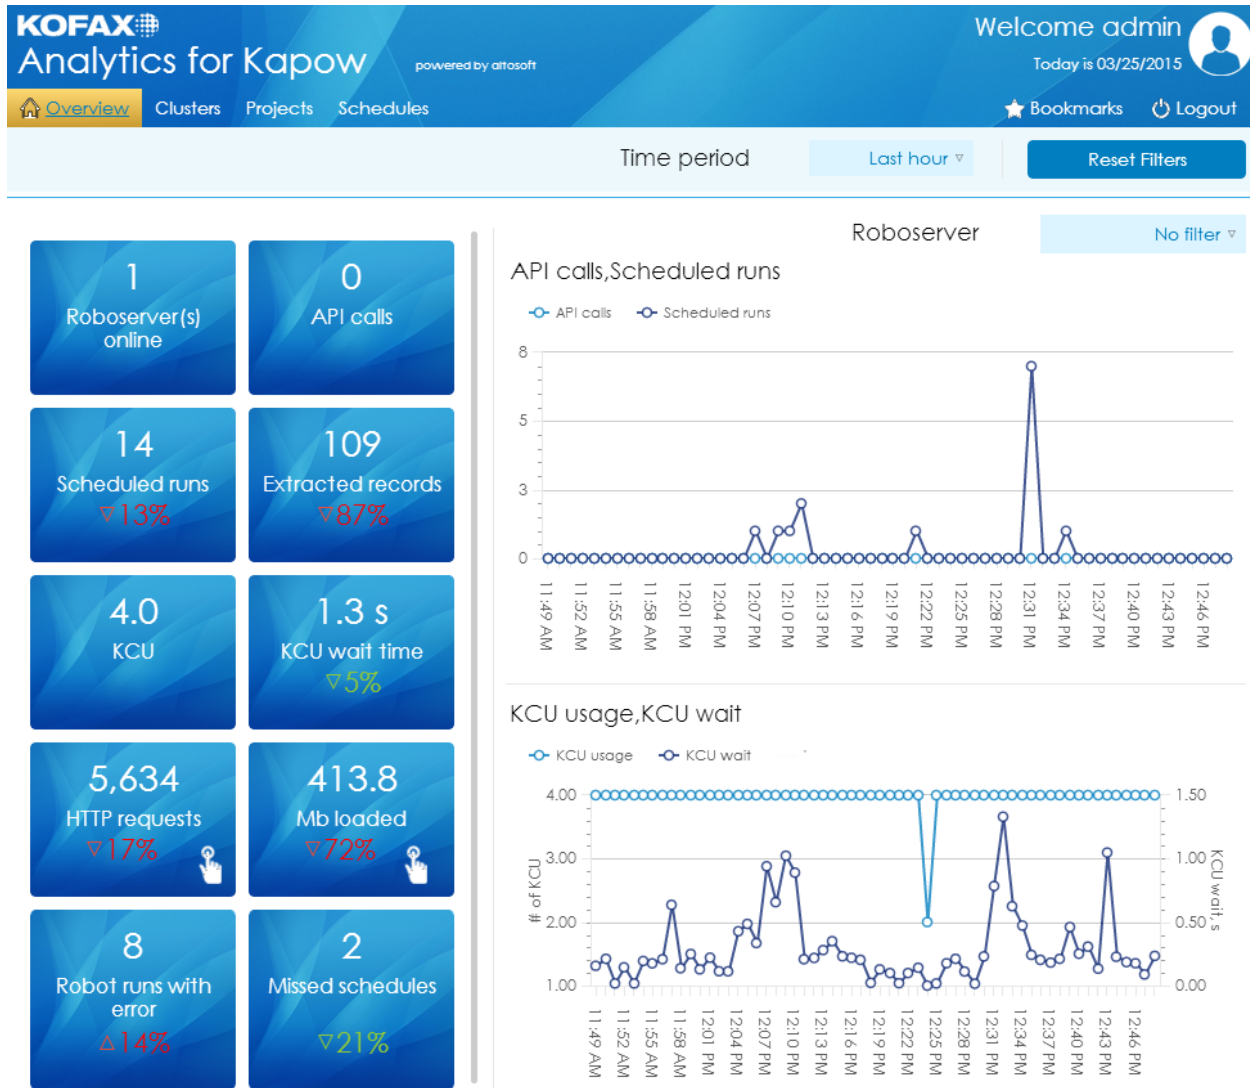 KOFAX
Analytics for Kapow
powered by altosoft
Welcome admin
Today is 03/25/2015
Overview Clusters Projects Schedules
Bookmarks Logout
Time period Last hour Reset Filters
Roboserver No filter
1
Roboserver(s)
online
0
API calls
14
Scheduled runs
▽13%
109
Extracted records
▽87%
4.0
KCU
1.3 s
KCU wait time
▽5%
5,634
HTTP requests
▽17%
413.8
Mb loaded
▽72%
8
Robot runs with
error
△14%
2
Missed schedules
▽21%
API calls,Scheduled runs
API calls Scheduled runs
8
5
3
0
11:49 AM 11:52 AM 11:55 AM 11:58 AM 12:01 PM 12:04 PM 12:07 PM 12:10 PM 12:13 PM 12:16 PM 12:19 PM 12:22 PM 12:25 PM 12:28 PM 12:31 PM 12:34 PM 12:37 PM 12:40 PM 12:43 PM 12:46 PM
KCU usage,KCU wait
KCU usage KCU wait
4.00 1.50
3.00 1.00
2.00 0.50
1.00 0.00
# of KCU
KCU wait, s
11:49 AM 11:52 AM 11:55 AM 11:58 AM 12:01 PM 12:04 PM 12:07 PM 12:10 PM 12:13 PM 12:16 PM 12:19 PM 12:22 PM 12:25 PM 12:28 PM 12:31 PM 12:34 PM 12:37 PM 12:40 PM 12:43 PM 12:46 PM